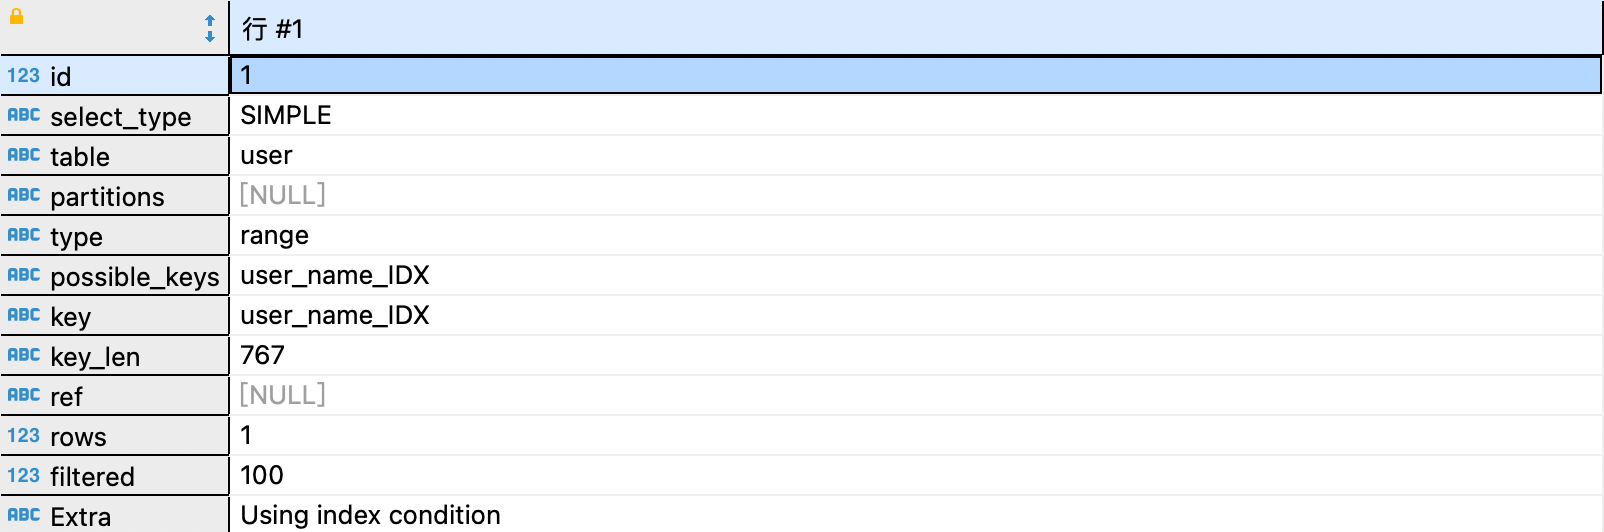 行 #1
123 id 1
ABC select_type SIMPLE
ABC table user
ABC partitions [NULL]
ABC type range
ABC possible_keys user_name_IDX
ABC key user_name_IDX
ABC key_len 767
ABC ref [NULL]
123 rows 1
123 filtered 100
ABC Extra Using index condition